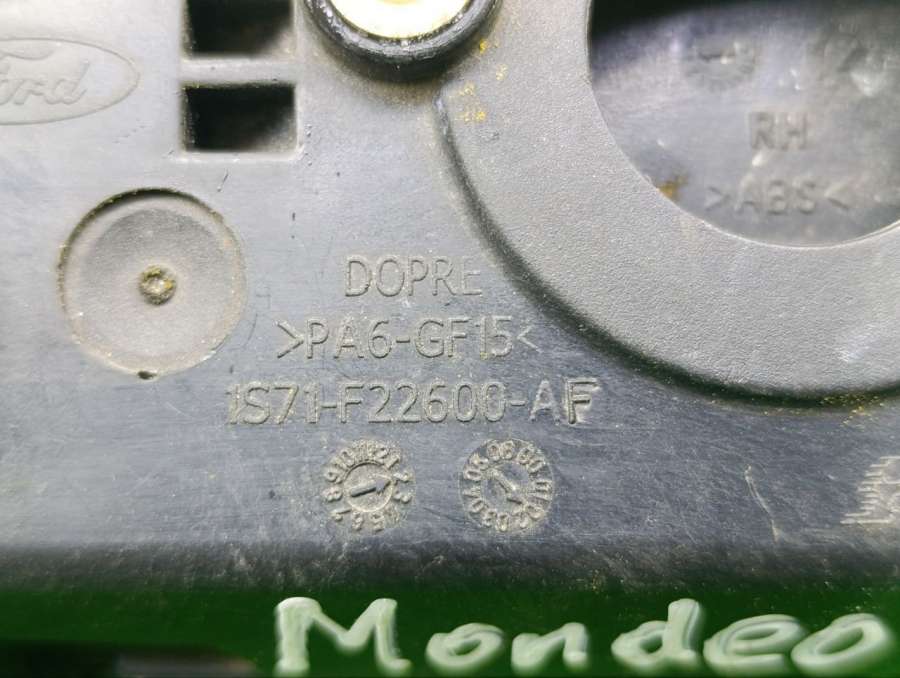 Ford
RH
>ABS<
DOPRE
>PA6-GF15<
1S71-F22600-AF
Mondeo